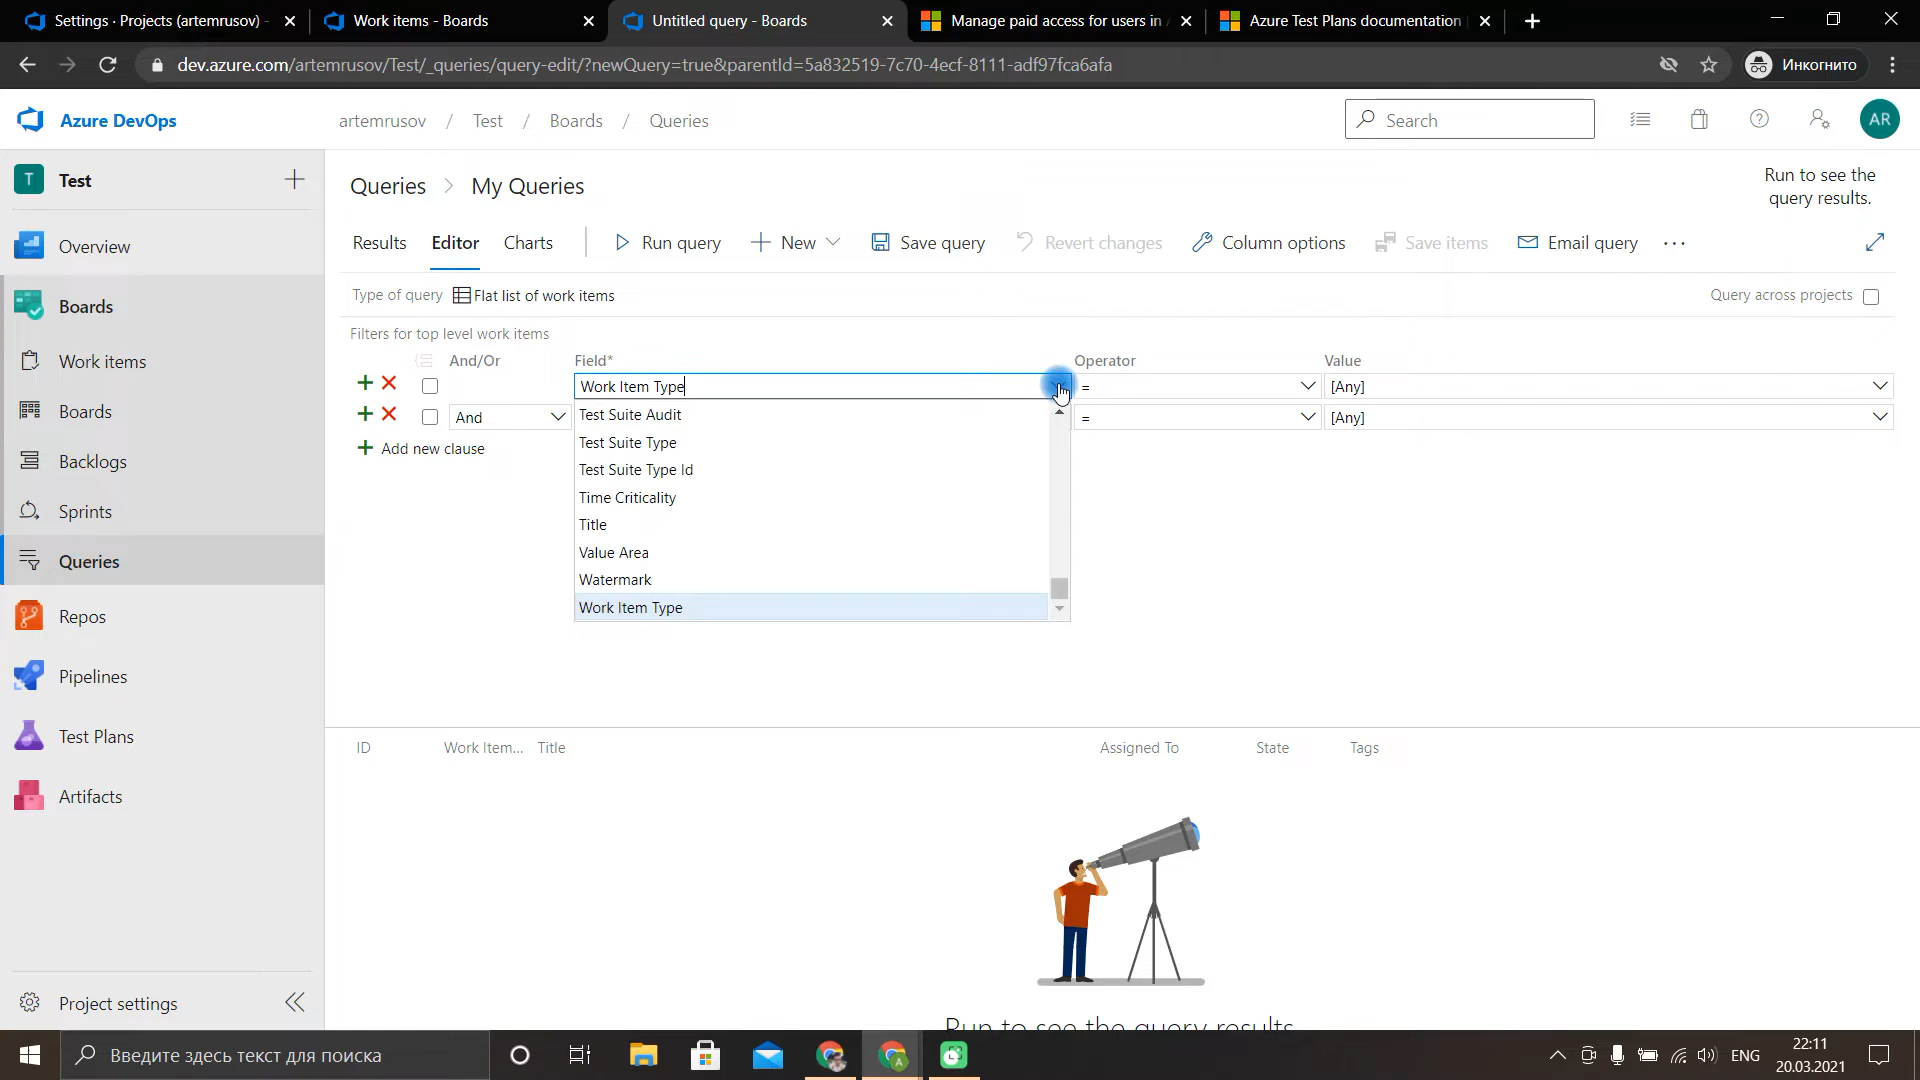 Settings · Projects (artemrusov) -
Work items - Boards
Untitled query - Boards
Manage paid access for users in
Azure Test Plans documentation
dev.azure.com/artemrusov/Test/_queries/query-edit/?newQuery=true&parentId=5a832519-7c70-4ecf-8111-adf97fca6afa
Инкогнито
Azure DevOps
artemrusov / Test / Boards / Queries
Search
AR
T Test
Overview
Boards
Work items
Boards
Backlogs
Sprints
Queries
Repos
Pipelines
Test Plans
Artifacts
Project settings
Queries > My Queries
Run to see the
query results.
Results Editor Charts Run query New Save query Revert changes Column options Save items Email query ...
Type of query Flat list of work items
Query across projects
Filters for top level work items
And/Or Field* Operator Value
Work Item Type = [Any]
And = [Any]
Add new clause
Test Suite Audit
Test Suite Type
Test Suite Type Id
Time Criticality
Title
Value Area
Watermark
Work Item Type
ID Work Item... Title Assigned To State Tags
Run to see the query results
Введите здесь текст для поиска
A
ENG
22:11
20.03.2021